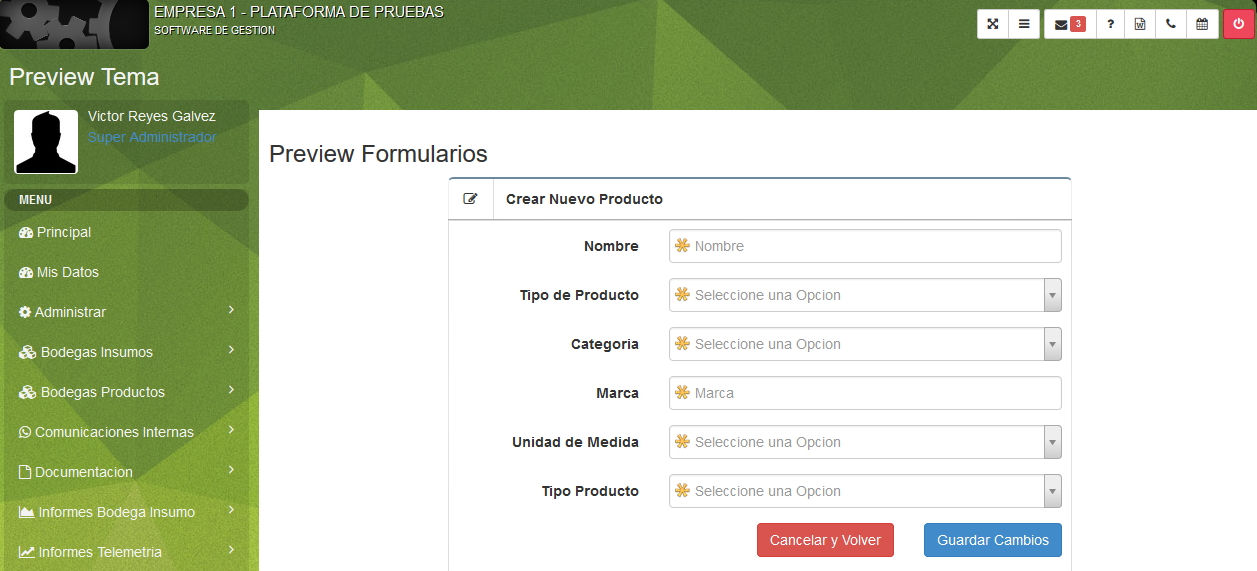 EMPRESA 1 - PLATAFORMA DE PRUEBAS
SOFTWARE DE GESTION
3 ?
Preview Tema
Victor Reyes Galvez
Super Administrador
MENU
Principal
Mis Datos
Administrar
Bodegas Insumos
Bodegas Productos
Comunicaciones Internas
Documentacion
Informes Bodega Insumo
Informes Telemetria
Preview Formularios
Crear Nuevo Producto
Nombre Nombre
Tipo de Producto Seleccione una Opcion
Categoria Seleccione una Opcion
Marca Marca
Unidad de Medida Seleccione una Opcion
Tipo Producto Seleccione una Opcion
Cancelar y Volver Guardar Cambios